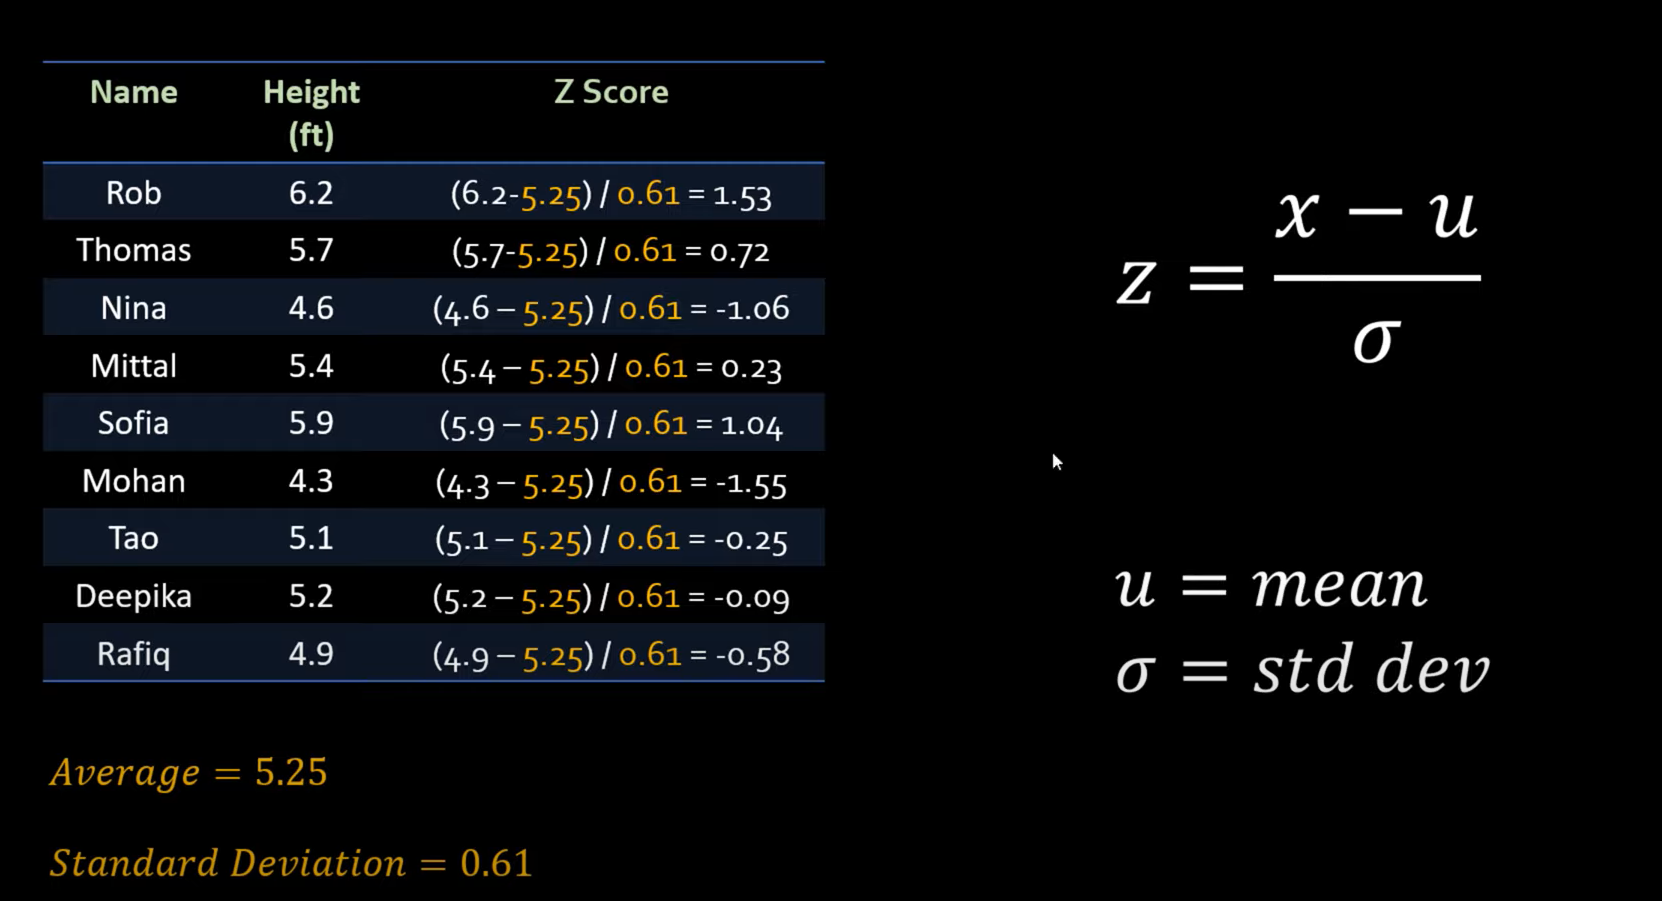 Name Height (ft) Z Score
Rob 6.2 (6.2-5.25) / 0.61 = 1.53
Thomas 5.7 (5.7-5.25) / 0.61 = 0.72
Nina 4.6 (4.6 – 5.25) / 0.61 = -1.06
Mittal 5.4 (5.4 – 5.25) / 0.61 = 0.23
Sofia 5.9 (5.9 – 5.25) / 0.61 = 1.04
Mohan 4.3 (4.3 – 5.25) / 0.61 = -1.55
Tao 5.1 (5.1 – 5.25) / 0.61 = -0.25
Deepika 5.2 (5.2 – 5.25) / 0.61 = -0.09
Rafiq 4.9 (4.9 – 5.25) / 0.61 = -0.58
Average = 5.25
Standard Deviation = 0.61
x − u
z =
σ
u = mean
σ = std dev